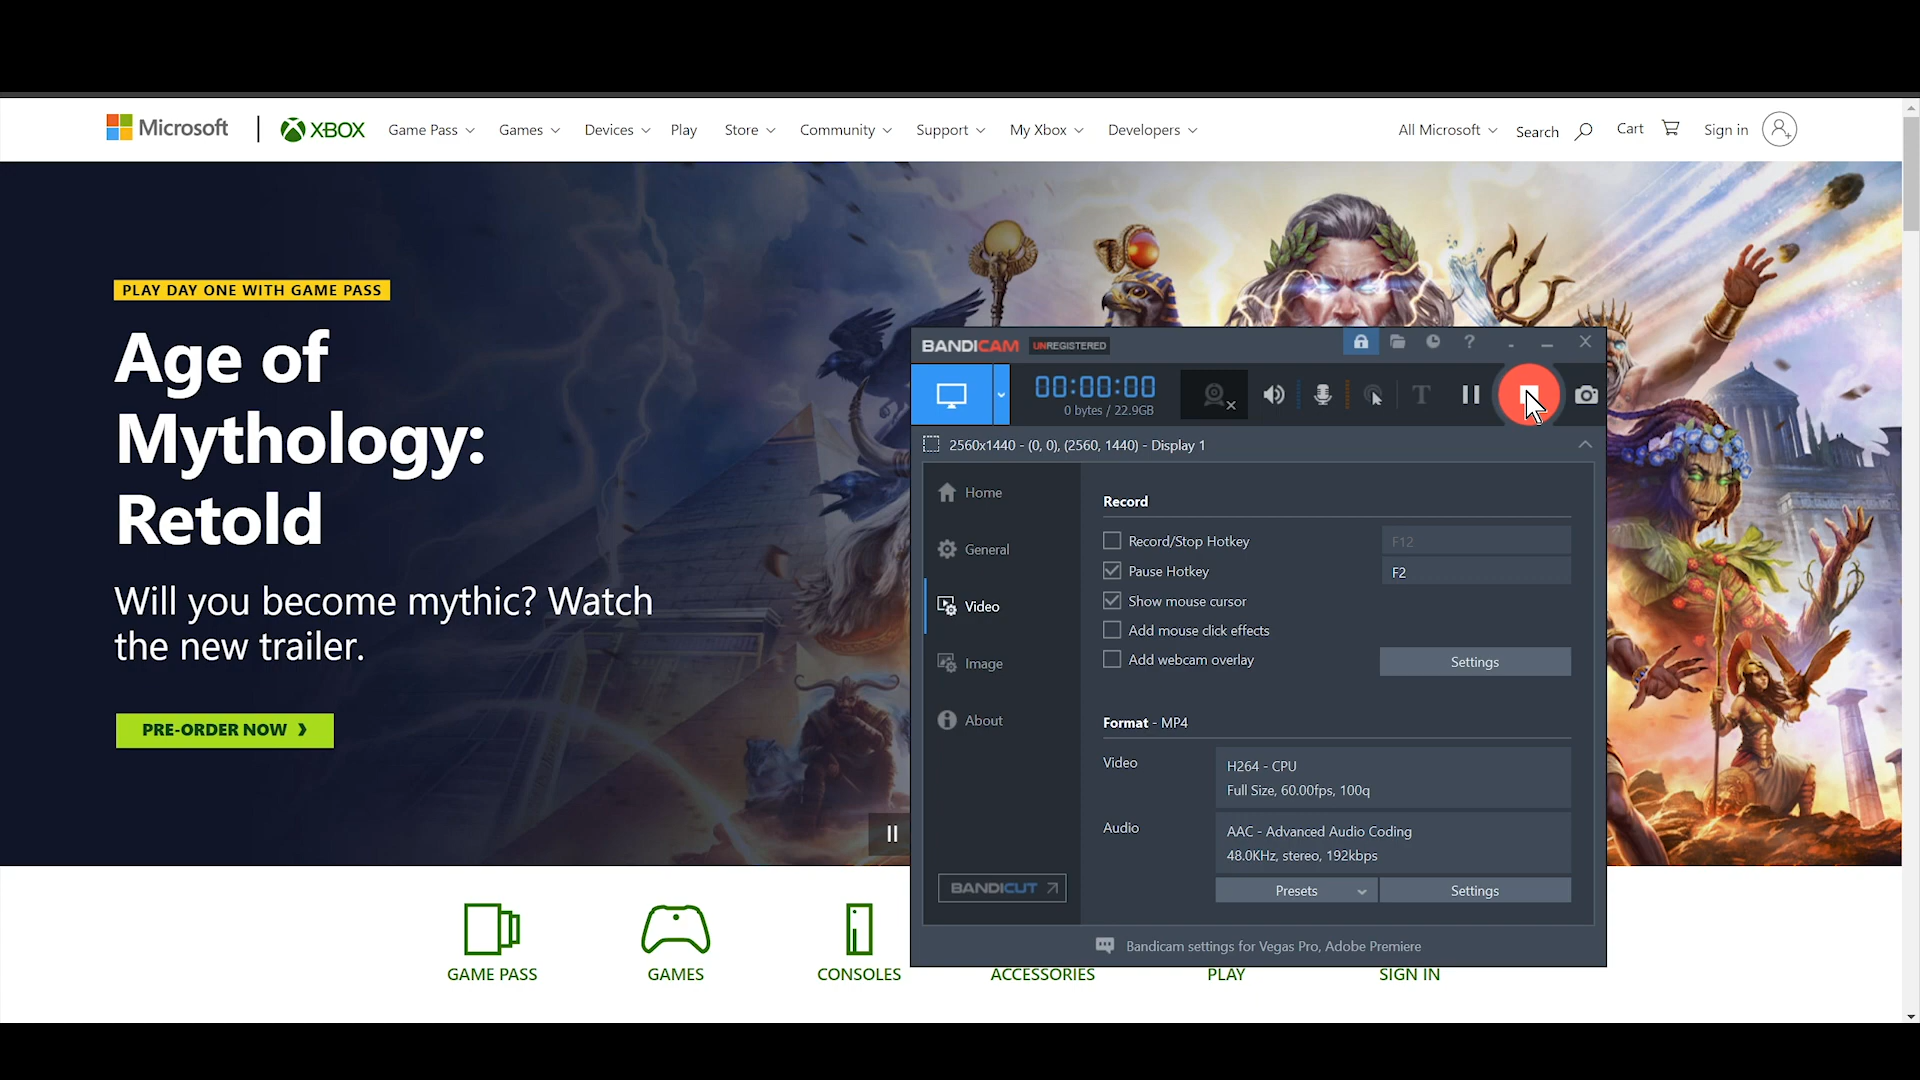 Microsoft
XBOX
Game Pass
Games
Devices
Play
Store
Community
Support
My Xbox
Developers
All Microsoft
Search
Cart
Sign in
PLAY DAY ONE WITH GAME PASS
Age of
Mythology:
Retold
Will you become mythic? Watch
the new trailer.
PRE-ORDER NOW
BANDICAM UNREGISTERED
00:00:00
0 bytes / 22.9GB
2560x1440 - (0, 0), (2560, 1440) - Display 1
Home
General
Video
Image
About
BANDICUT
Record
Record/Stop Hotkey
F12
Pause Hotkey
F2
Show mouse cursor
Add mouse click effects
Add webcam overlay
Settings
Format - MP4
Video
H264 - CPU
Full Size, 60.00fps, 100q
Audio
AAC - Advanced Audio Coding
48.0KHz, stereo, 192kbps
Presets
Settings
Bandicam settings for Vegas Pro, Adobe Premiere
GAME PASS
GAMES
CONSOLES
ACCESSORIES
PLAY
SIGN IN